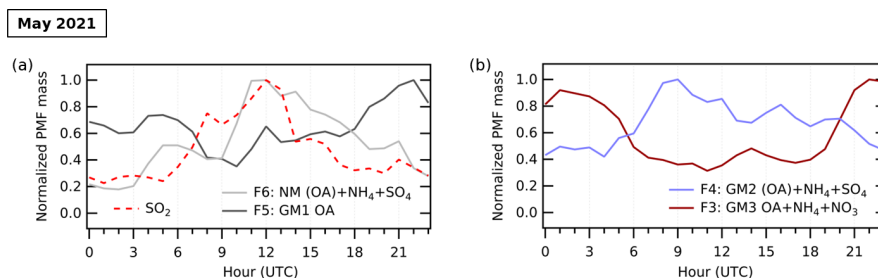 May 2021
(a)
Normalized PMF mass
1.0
0.8
0.6
0.4
0.2
0.0
SO₂
F6: NM (OA)+NH₄+SO₄
F5: GM1 OA
0 3 6 9 12 15 18 21
Hour (UTC)
(b)
Normalized PMF mass
1.0
0.8
0.6
0.4
0.2
0.0
F4: GM2 (OA)+NH₄+SO₄
F3: GM3 OA+NH₄+NO₃
0 3 6 9 12 15 18 21
Hour (UTC)